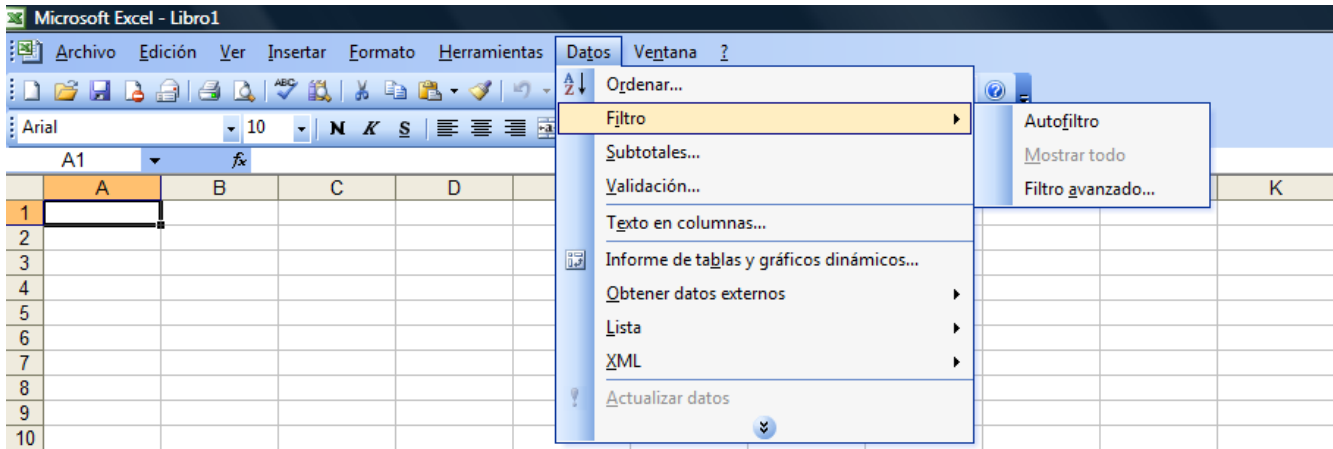 Microsoft Excel - Libro1
Archivo Edición Ver Insertar Formato Herramientas Datos Ventana ?
Arial 10 N K S
A1 fx
A B C D K
1
2
3
4
5
6
7
8
9
10
Ordenar...
Filtro
Subtotales...
Validación...
Texto en columnas...
Informe de tablas y gráficos dinámicos...
Obtener datos externos
Lista
XML
Actualizar datos
Autofiltro
Mostrar todo
Filtro avanzado...